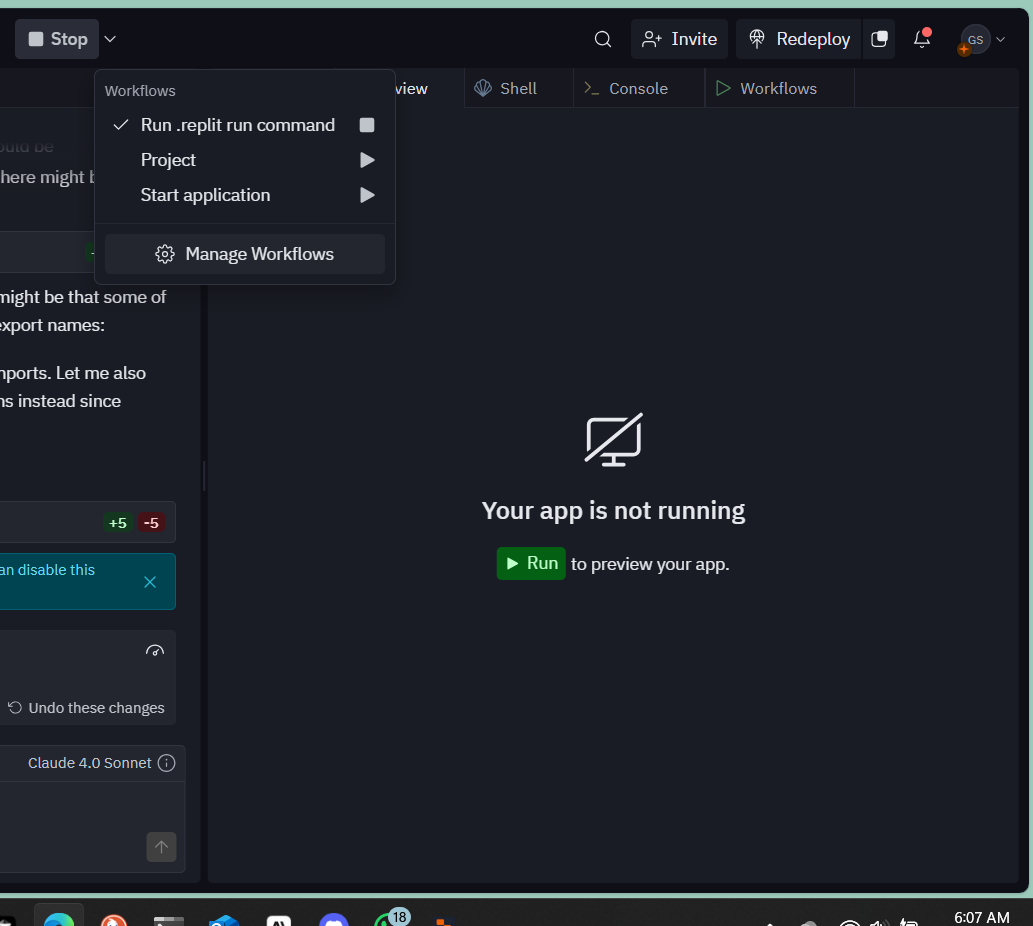 Stop
Invite
Redeploy
GS
Workflows
Run .replit run command
Project
Start application
Manage Workflows
view
Shell
Console
Workflows
here might
might be that some of
export names:
mports. Let me also
ns instead since
+5 -5
an disable this
Undo these changes
Claude 4.0 Sonnet
Your app is not running
Run to preview your app.
18
6:07 AM